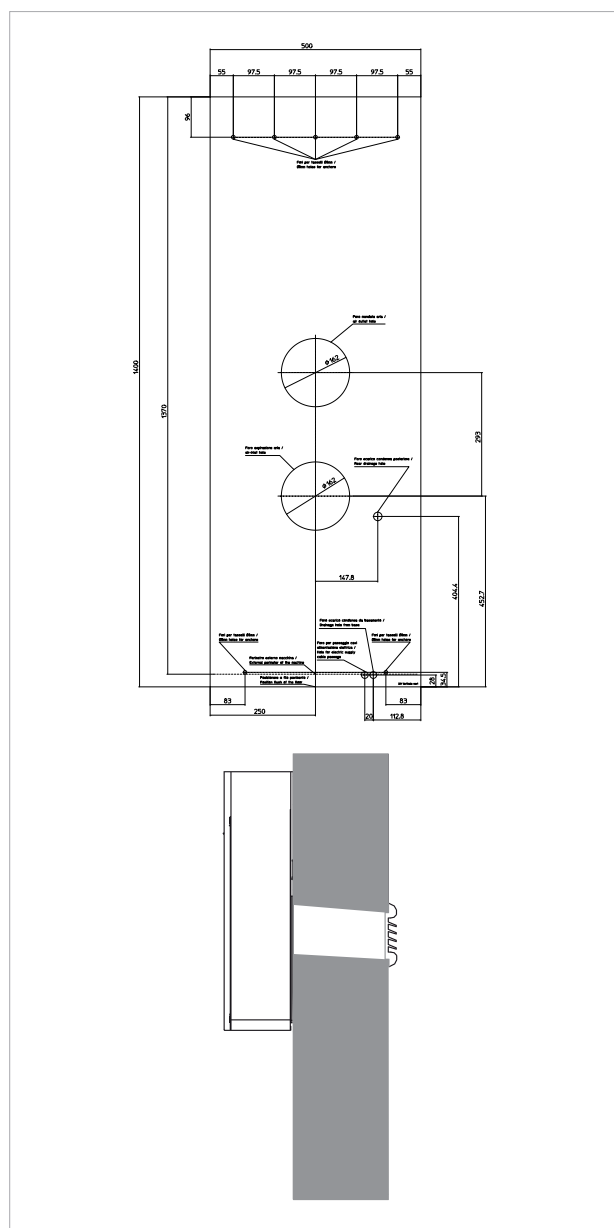 500
55 97.5 97.5 97.5 97.5 55
96
Fori per tasselli Ø8mm /
Ø8mm holes for anchors
1400
1370
Foro mandata aria /
air outlet hole
Ø 162
293
Foro aspirazione aria /
air-inlet hole
Foro scarico condensa posteriore /
Rear drainage hole
Ø 162
147.8
404.4
452.7
Foro scarico condensa da basamento /
Drainage hole from base
Fori per tasselli Ø8mm /
Ø8mm holes for anchors
Foro per passaggio cavi
alimentazione elettrica /
hole for electric supply
cable passage
Fori per tasselli Ø8mm /
Ø8mm holes for anchors
Perimetro esterno macchina /
External perimeter of the machine
Posizionare a filo pavimento /
Position flush of the floor
28
34.5
83
250
20
112.8
83